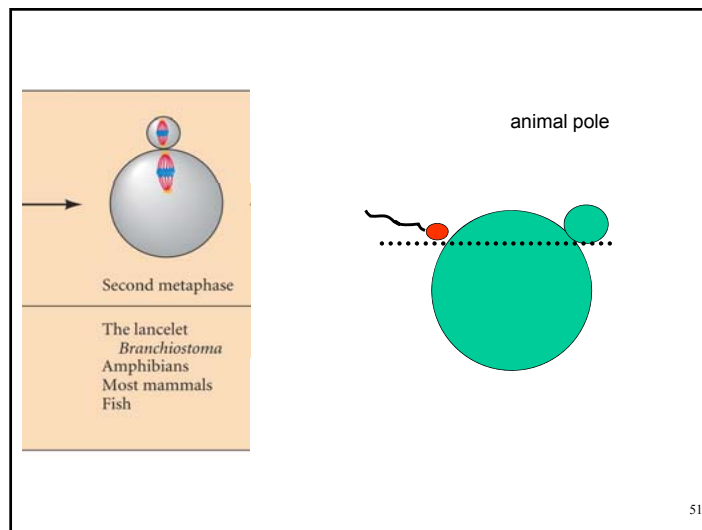 animal pole
Second metaphase
The lancelet
Branchiostoma
Amphibians
Most mammals
Fish
51